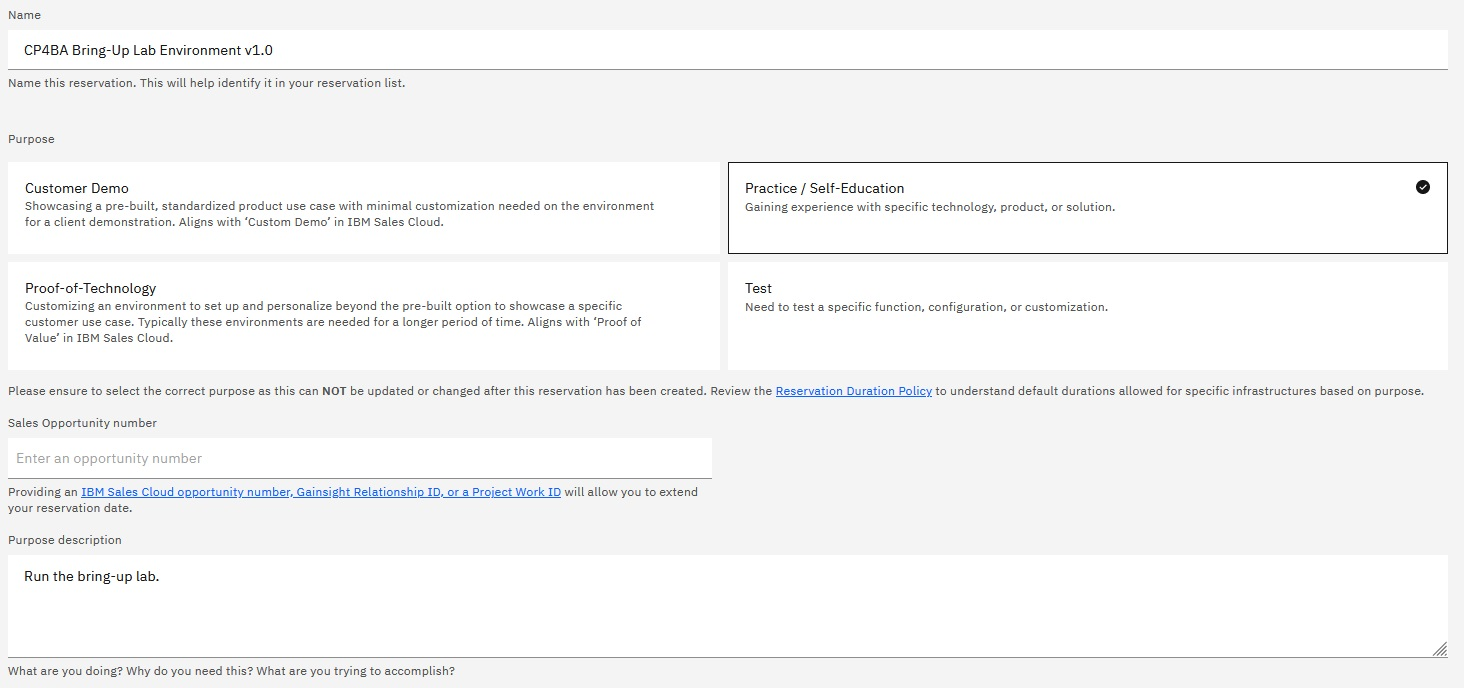 Name
CP4BA Bring-Up Lab Environment v1.0
Name this reservation. This will help identify it in your reservation list.
Purpose
Customer Demo
Showcasing a pre-built, standardized product use case with minimal customization needed on the environment
for a client demonstration. Aligns with ‘Custom Demo’ in IBM Sales Cloud.
Practice / Self-Education
Gaining experience with specific technology, product, or solution.
Proof-of-Technology
Customizing an environment to set up and personalize beyond the pre-built option to showcase a specific
customer use case. Typically these environments are needed for a longer period of time. Aligns with ‘Proof of
Value’ in IBM Sales Cloud.
Test
Need to test a specific function, configuration, or customization.
Please ensure to select the correct purpose as this can NOT be updated or changed after this reservation has been created. Review the Reservation Duration Policy to understand default durations allowed for specific infrastructures based on purpose.
Sales Opportunity number
Enter an opportunity number
Providing an IBM Sales Cloud opportunity number, Gainsight Relationship ID, or a Project Work ID will allow you to extend
your reservation date.
Purpose description
Run the bring-up lab.
What are you doing? Why do you need this? What are you trying to accomplish?